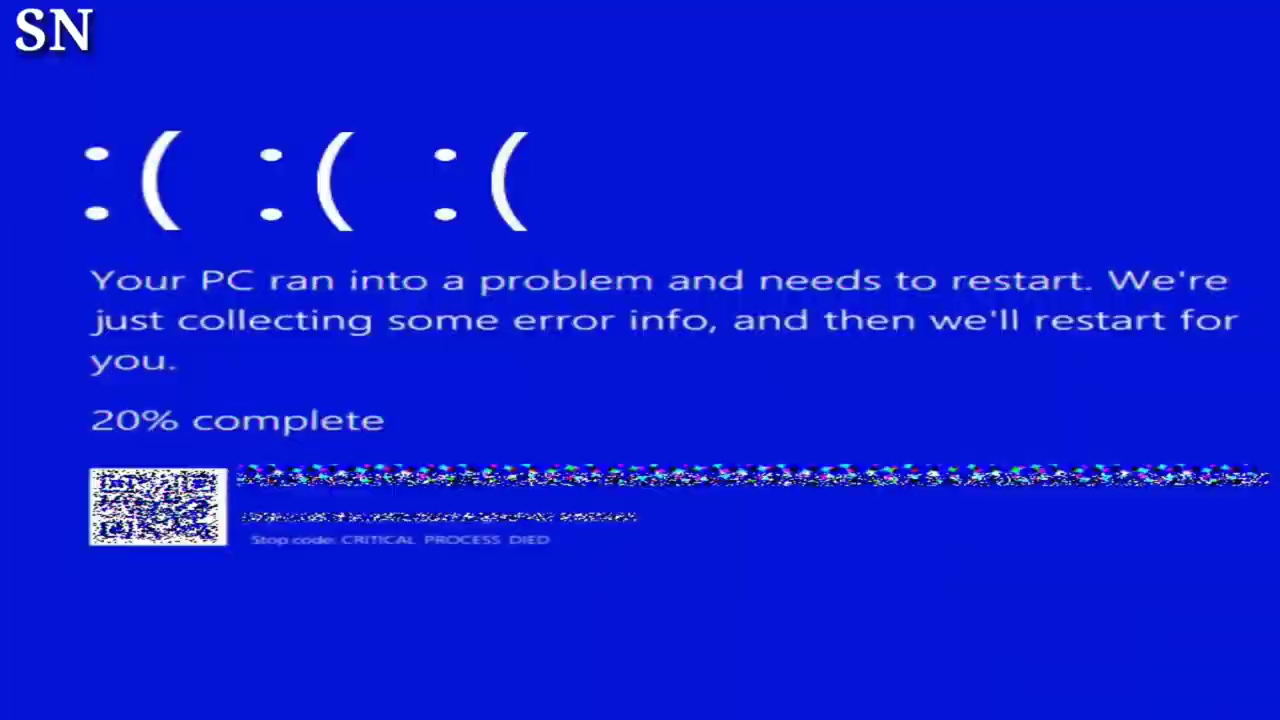 SN
:( :( :(
Your PC ran into a problem and needs to restart. We're
just collecting some error info, and then we'll restart for
you.
20% complete
Stop code: CRITICAL PROCESS DIED